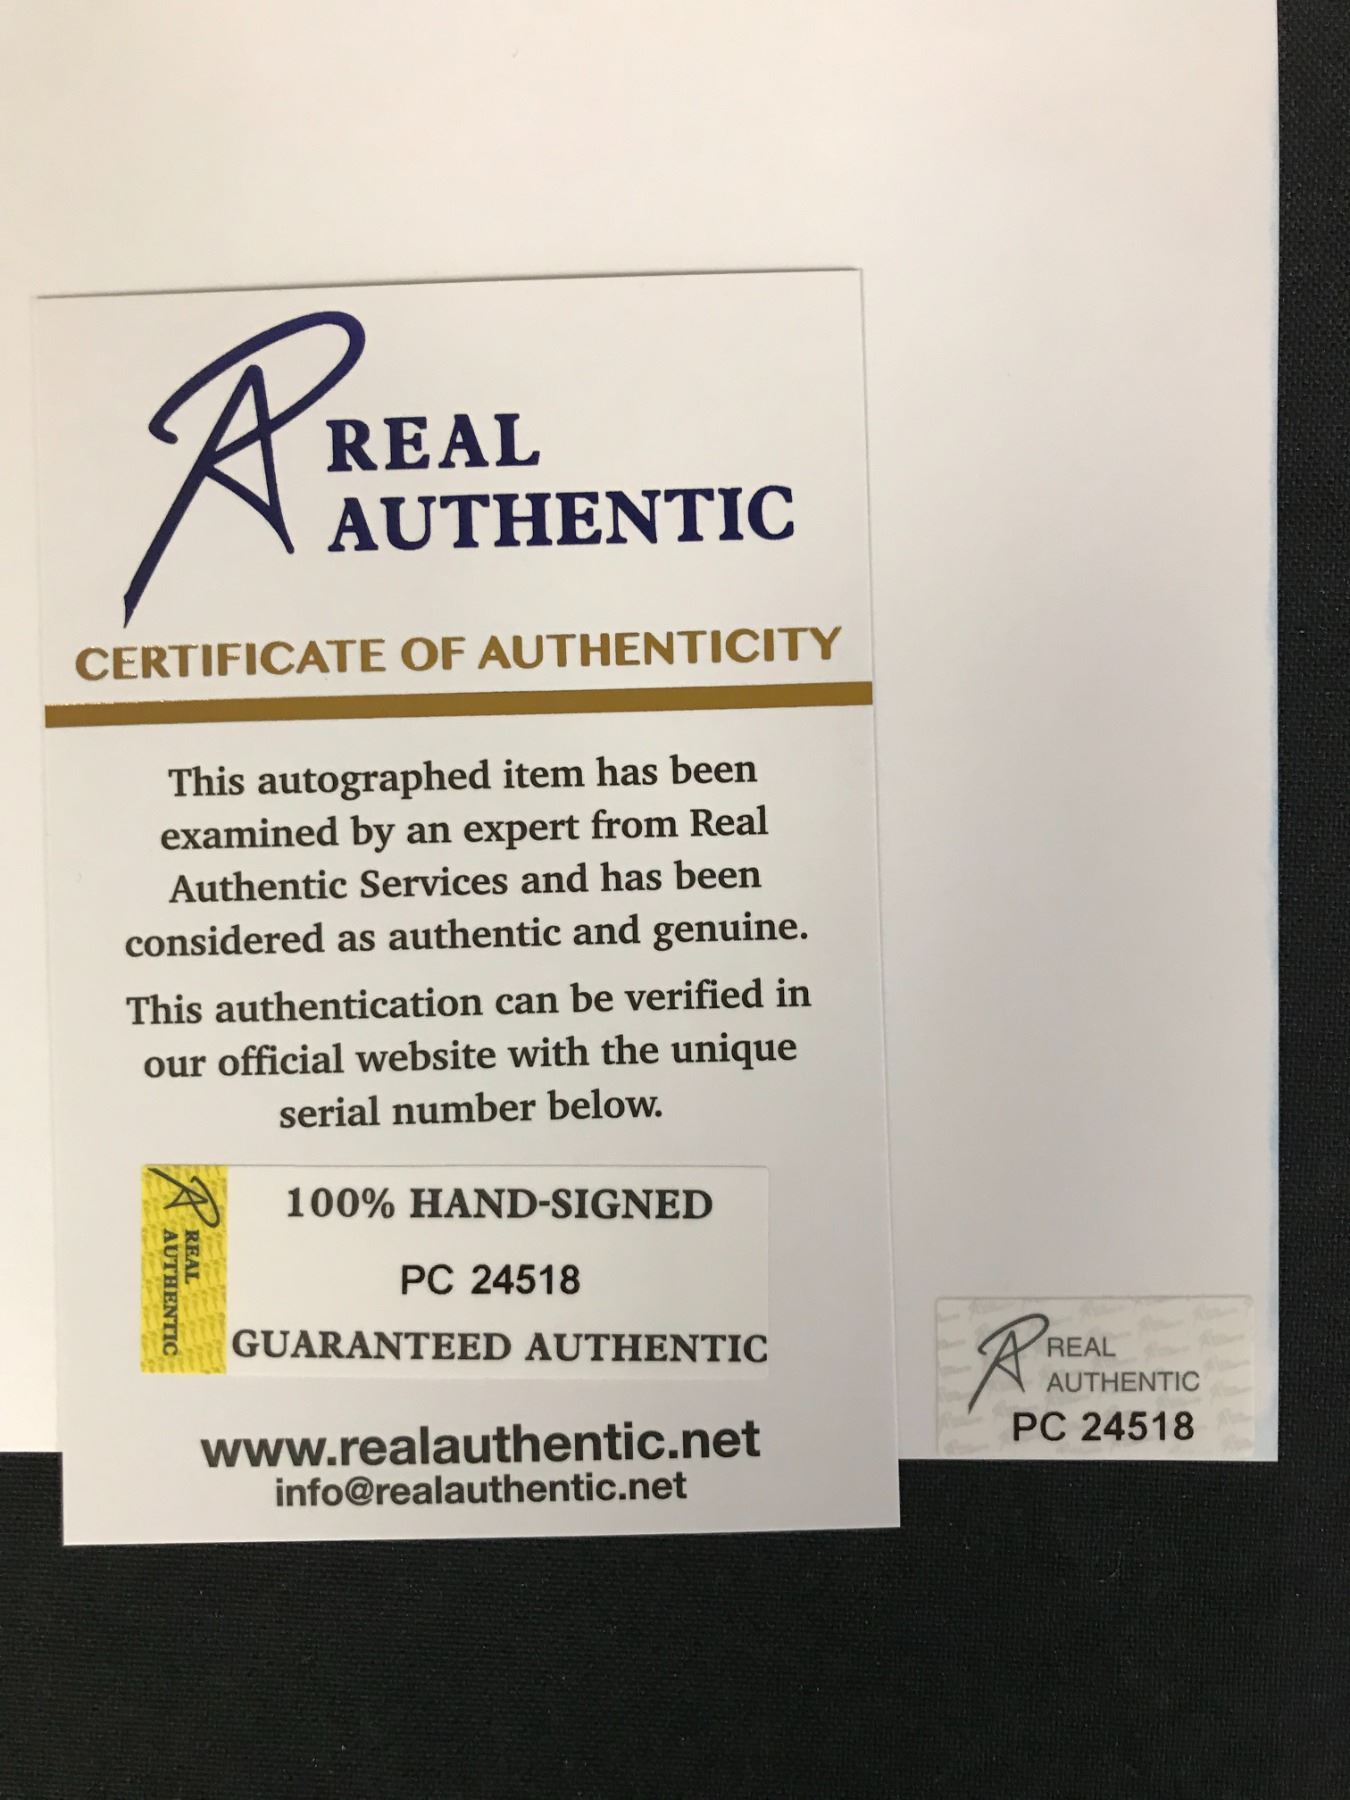 REAL
AUTHENTIC
CERTIFICATE OF AUTHENTICITY
This autographed item has been
examined by an expert from Real
Authentic Services and has been
considered as authentic and genuine.
This authentication can be verified in
our official website with the unique
serial number below.
REAL
AUTHENTIC
100% HAND-SIGNED
PC 24518
GUARANTEED AUTHENTIC
www.realauthentic.net
info@realauthentic.net
REAL
AUTHENTIC
PC 24518